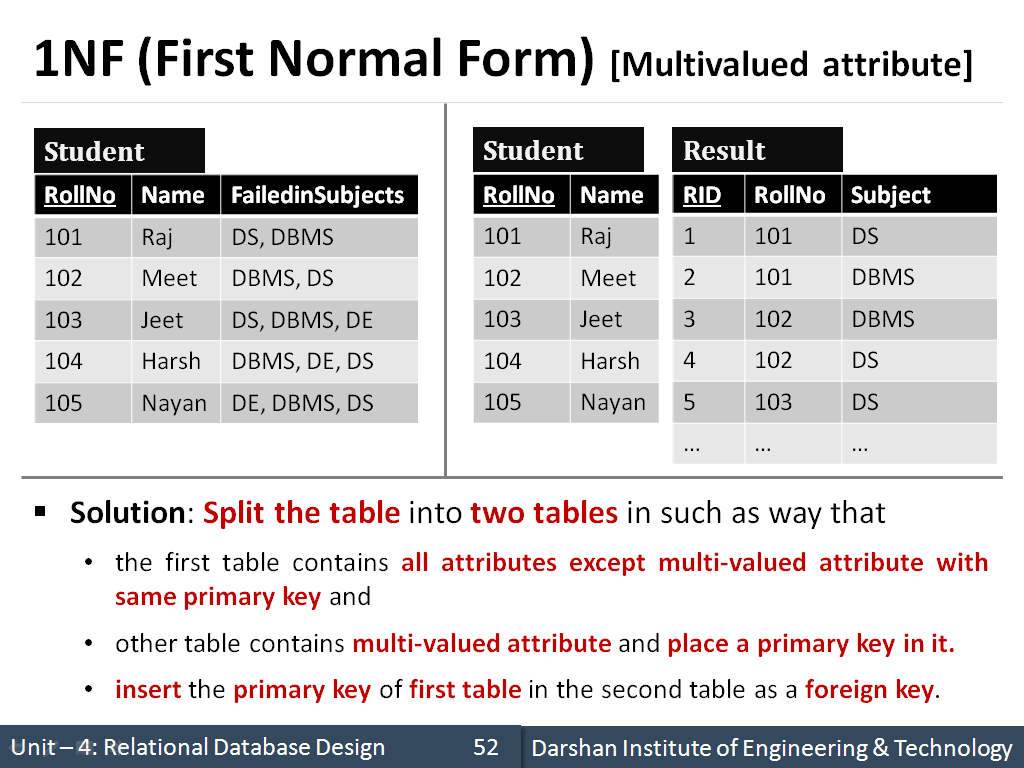 1NF (First Normal Form) [Multivalued attribute]
Student
RollNo Name FailedinSubjects
101 Raj DS, DBMS
102 Meet DBMS, DS
103 Jeet DS, DBMS, DE
104 Harsh DBMS, DE, DS
105 Nayan DE, DBMS, DS
Student
RollNo Name
101 Raj
102 Meet
103 Jeet
104 Harsh
105 Nayan
Result
RID RollNo Subject
1 101 DS
2 101 DBMS
3 102 DBMS
4 102 DS
5 103 DS
... ... ...
▪ Solution: Split the table into two tables in such as way that
• the first table contains all attributes except multi-valued attribute with
same primary key and
• other table contains multi-valued attribute and place a primary key in it.
• insert the primary key of first table in the second table as a foreign key.
Unit – 4: Relational Database Design 52 Darshan Institute of Engineering & Technology